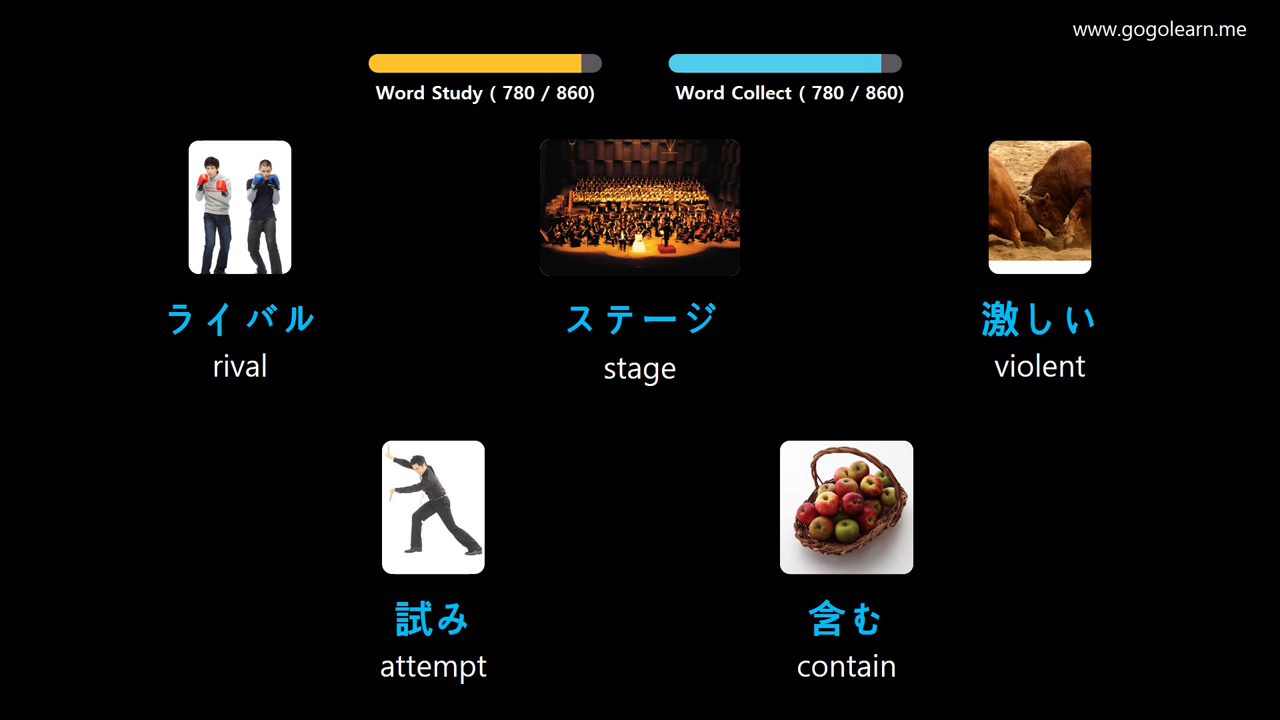 www.gogolearn.me
Word Study ( 780 / 860)
Word Collect ( 780 / 860)
ライバル
rival
ステージ
stage
激しい
violent
試み
attempt
含む
contain